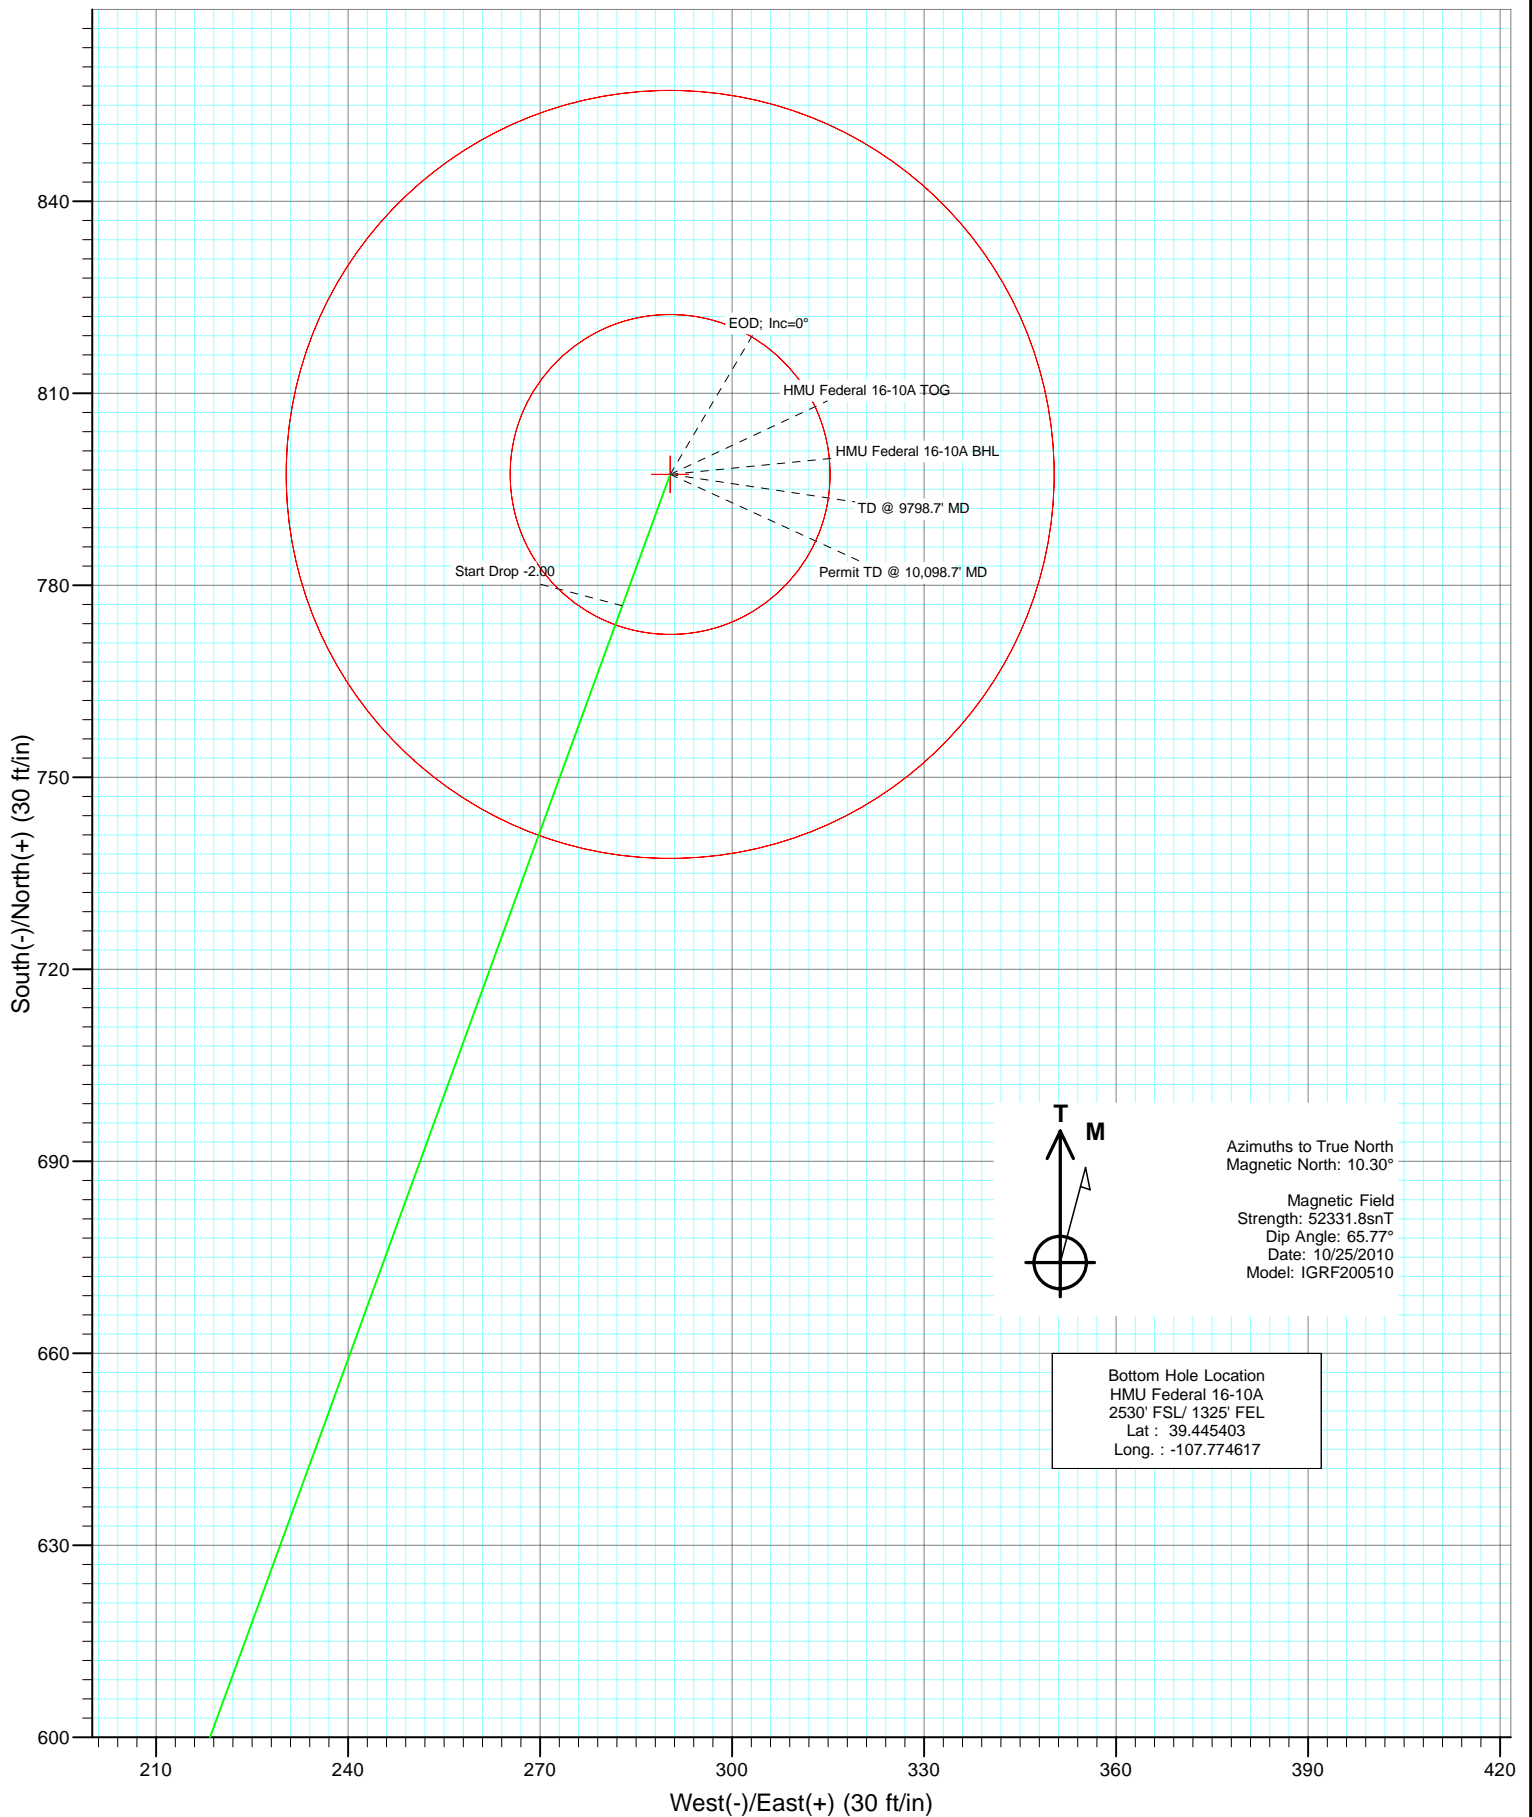 840
810
780
750
720
690
660
630
600
South(-)/North(+) (30 ft/in)
EOD; Inc=0°
HMU Federal 16-10A TOG
HMU Federal 16-10A BHL
TD @ 9798.7' MD
Permit TD @ 10,098.7' MD
Start Drop -2.00
T
M
Azimuths to True North
Magnetic North: 10.30°
Magnetic Field
Strength: 52331.8snT
Dip Angle: 65.77°
Date: 10/25/2010
Model: IGRF200510
Bottom Hole Location
HMU Federal 16-10A
2530' FSL/ 1325' FEL
Lat : 39.445403
Long. : -107.774617
210
240
270
300
330
360
390
420
West(-)/East(+) (30 ft/in)